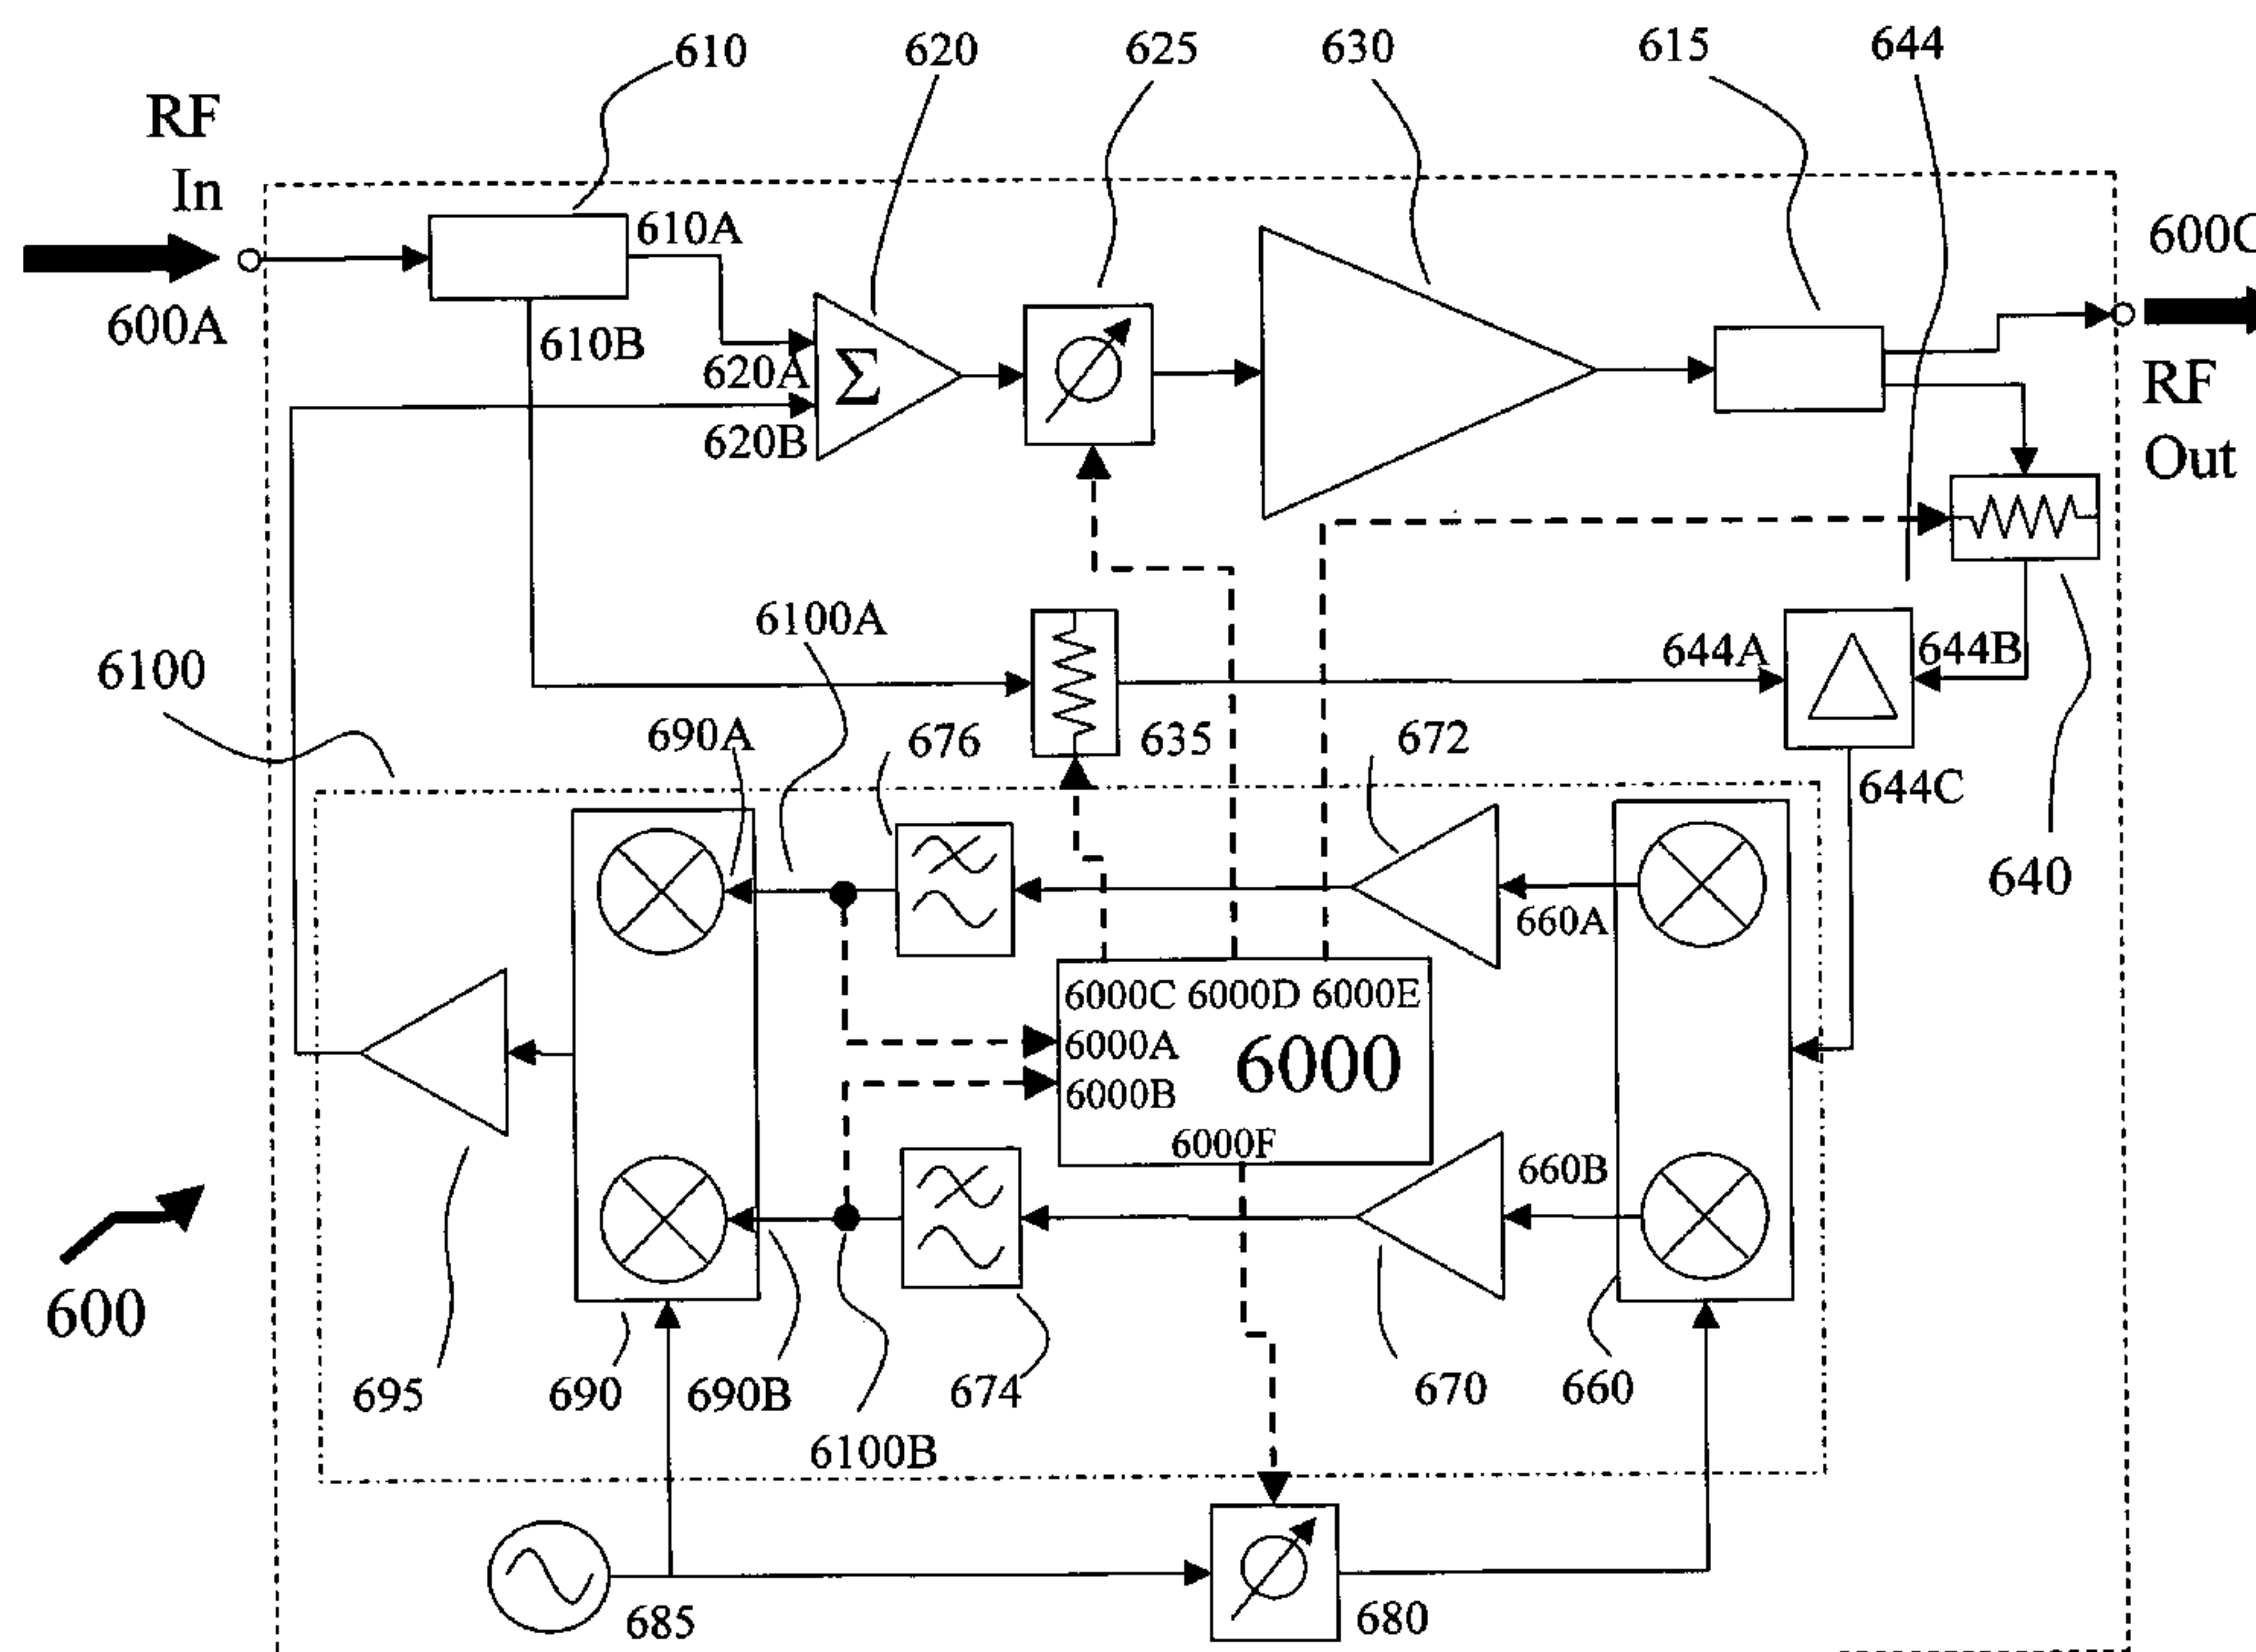 610 620 625 630 615 644
RF
In
610A
600C
600A
610B
620A
Σ
RF
620B
Out
6100A
6100
644A
644B
690A
676
635
672
644C
640
660A
6000C 6000D 6000E
6000A
6000
6000B
6000F
660B
600
695
690
690B
674
670
660
6100B
685
680